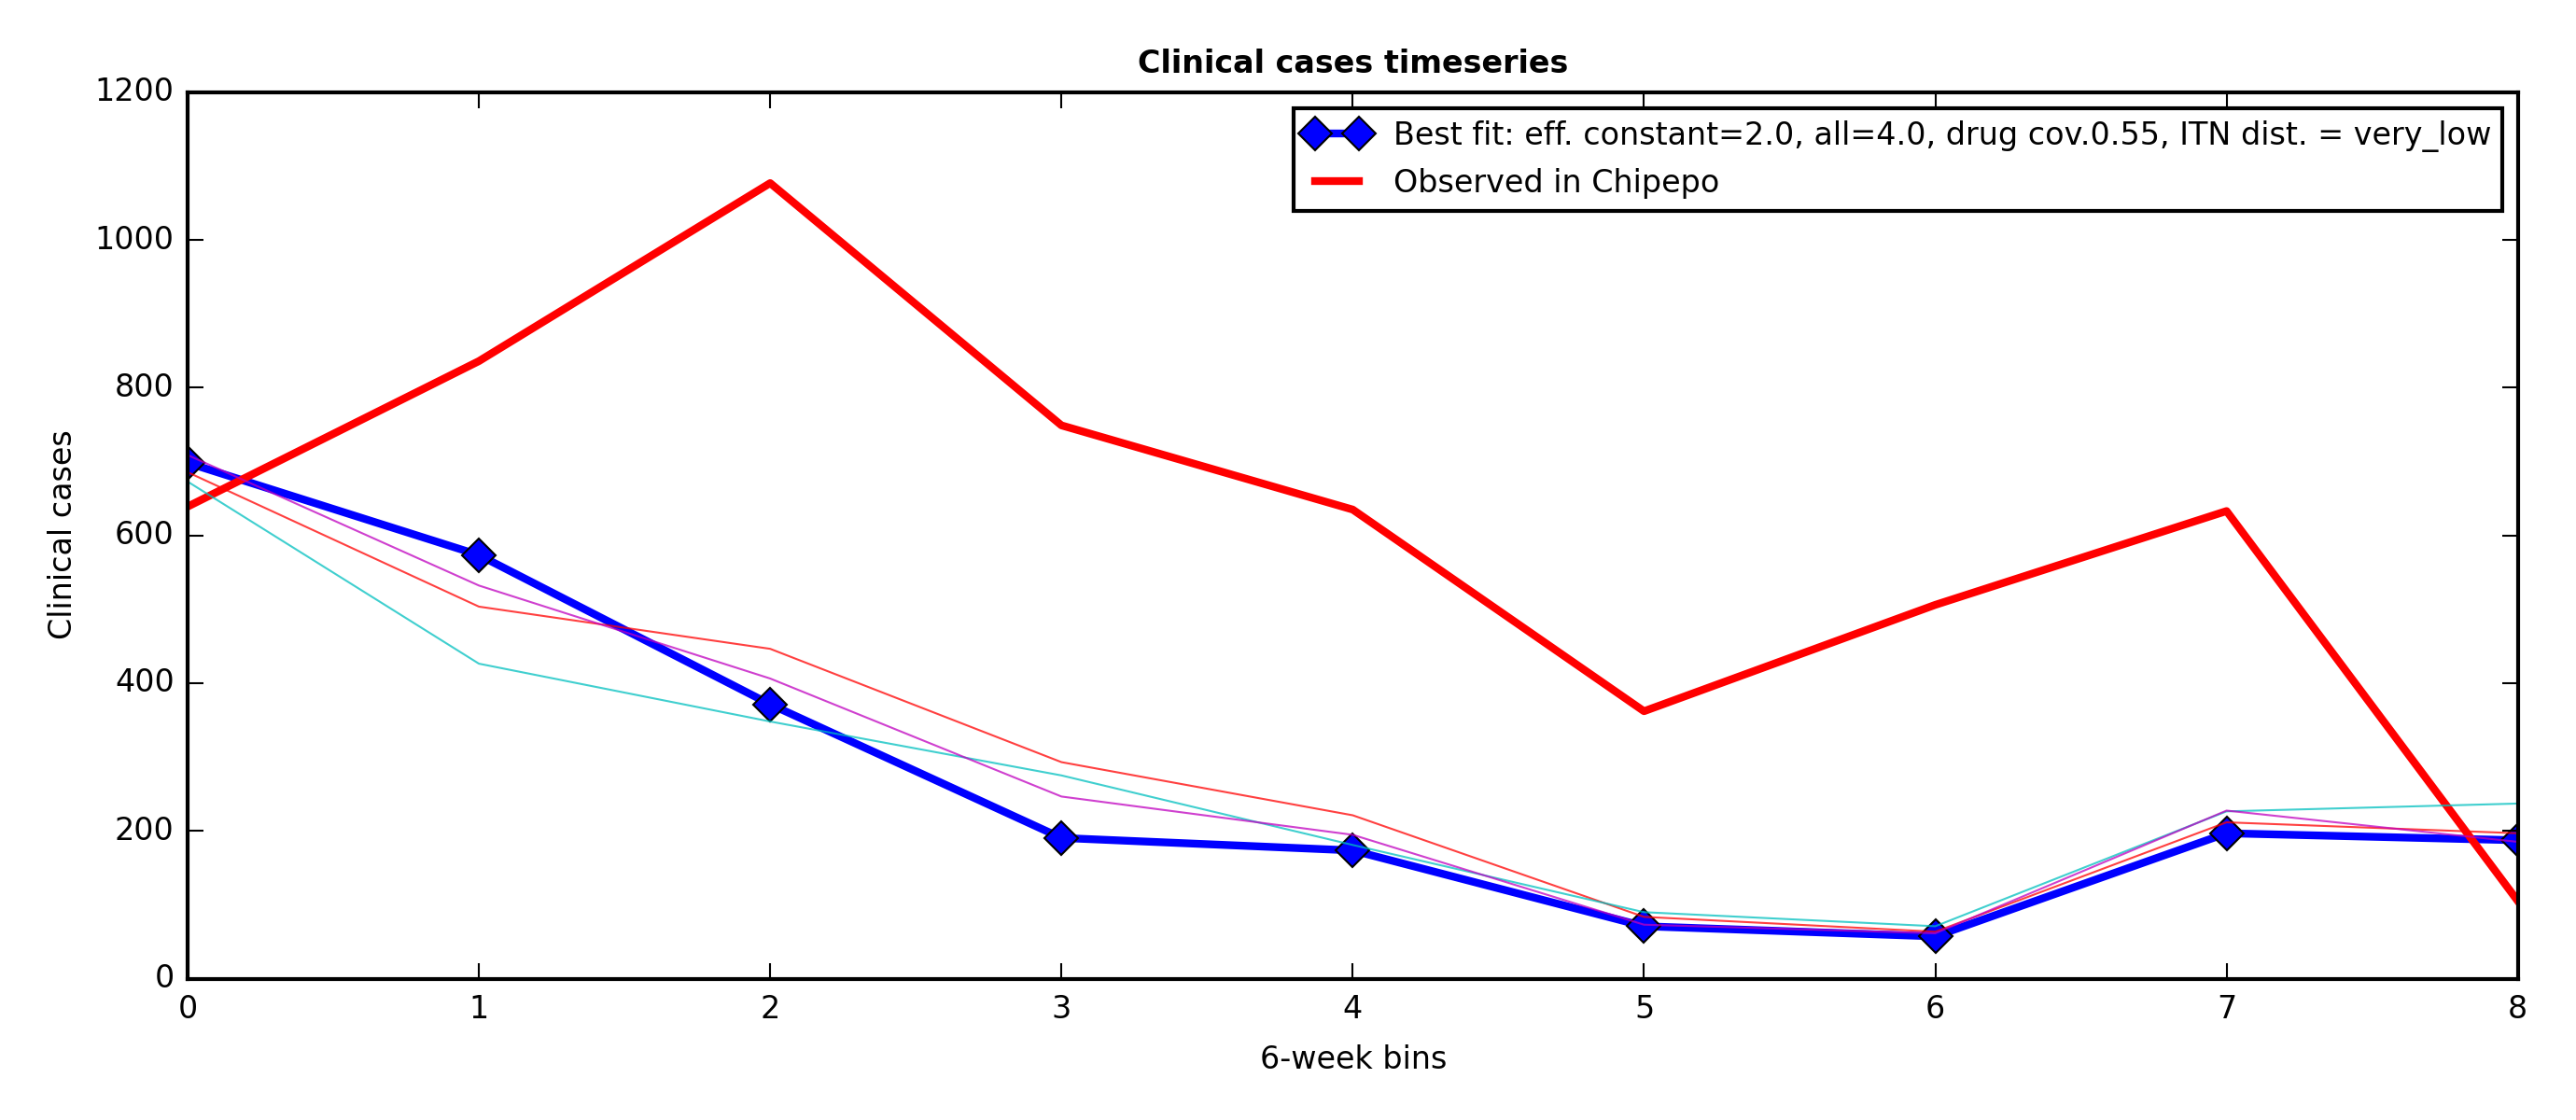 Clinical cases timeseries
1200
1000
800
600
400
200
0
Clinical cases
Best fit: eff. constant=2.0, all=4.0, drug cov.0.55, ITN dist. = very_low
Observed in Chipepo
0 1 2 3 4 5 6 7 8
6-week bins